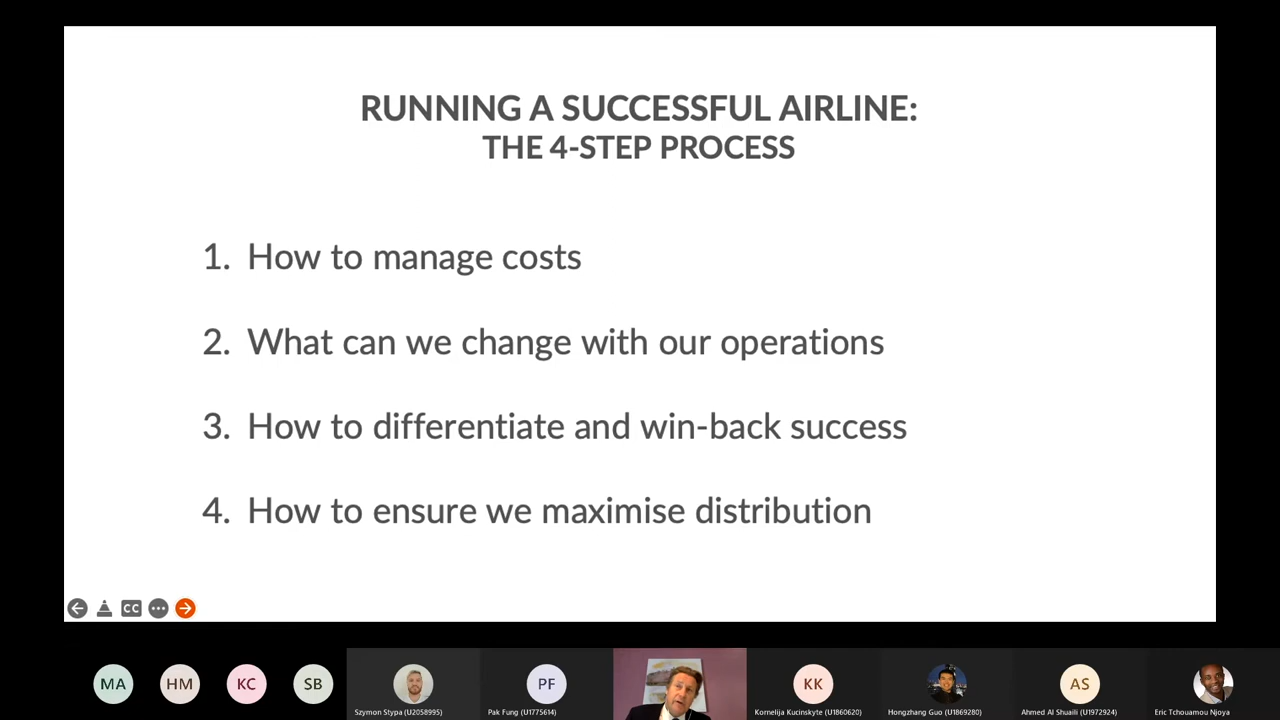 RUNNING A SUCCESSFUL AIRLINE:
THE 4-STEP PROCESS
1. How to manage costs
2. What can we change with our operations
3. How to differentiate and win-back success
4. How to ensure we maximise distribution
CC
MA
HM
KC
SB
PF
KK
AS
Szymon Stypa (U2058995)
Pak Fung (U1775614)
Kornelija Kucinskyte (U1860620)
Hongzhang Guo (U1869280)
Ahmed Al Shuaili (U1972924)
Eric Tchouamou Njoya